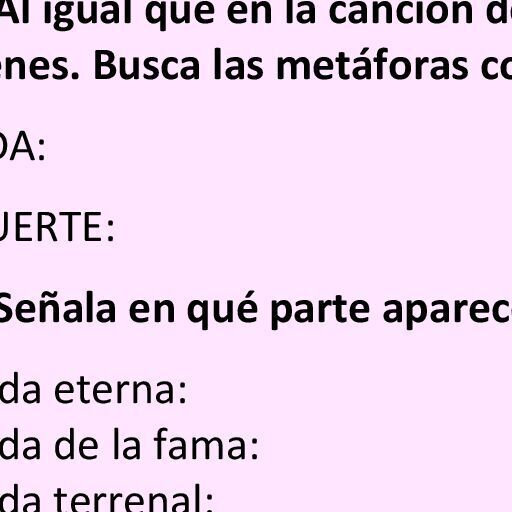 Al igual que en la canción d
enes. Busca las metáforas co
DA:
UERTE:
Señala en qué parte aparec
da eterna:
da de la fama:
da terrenal: